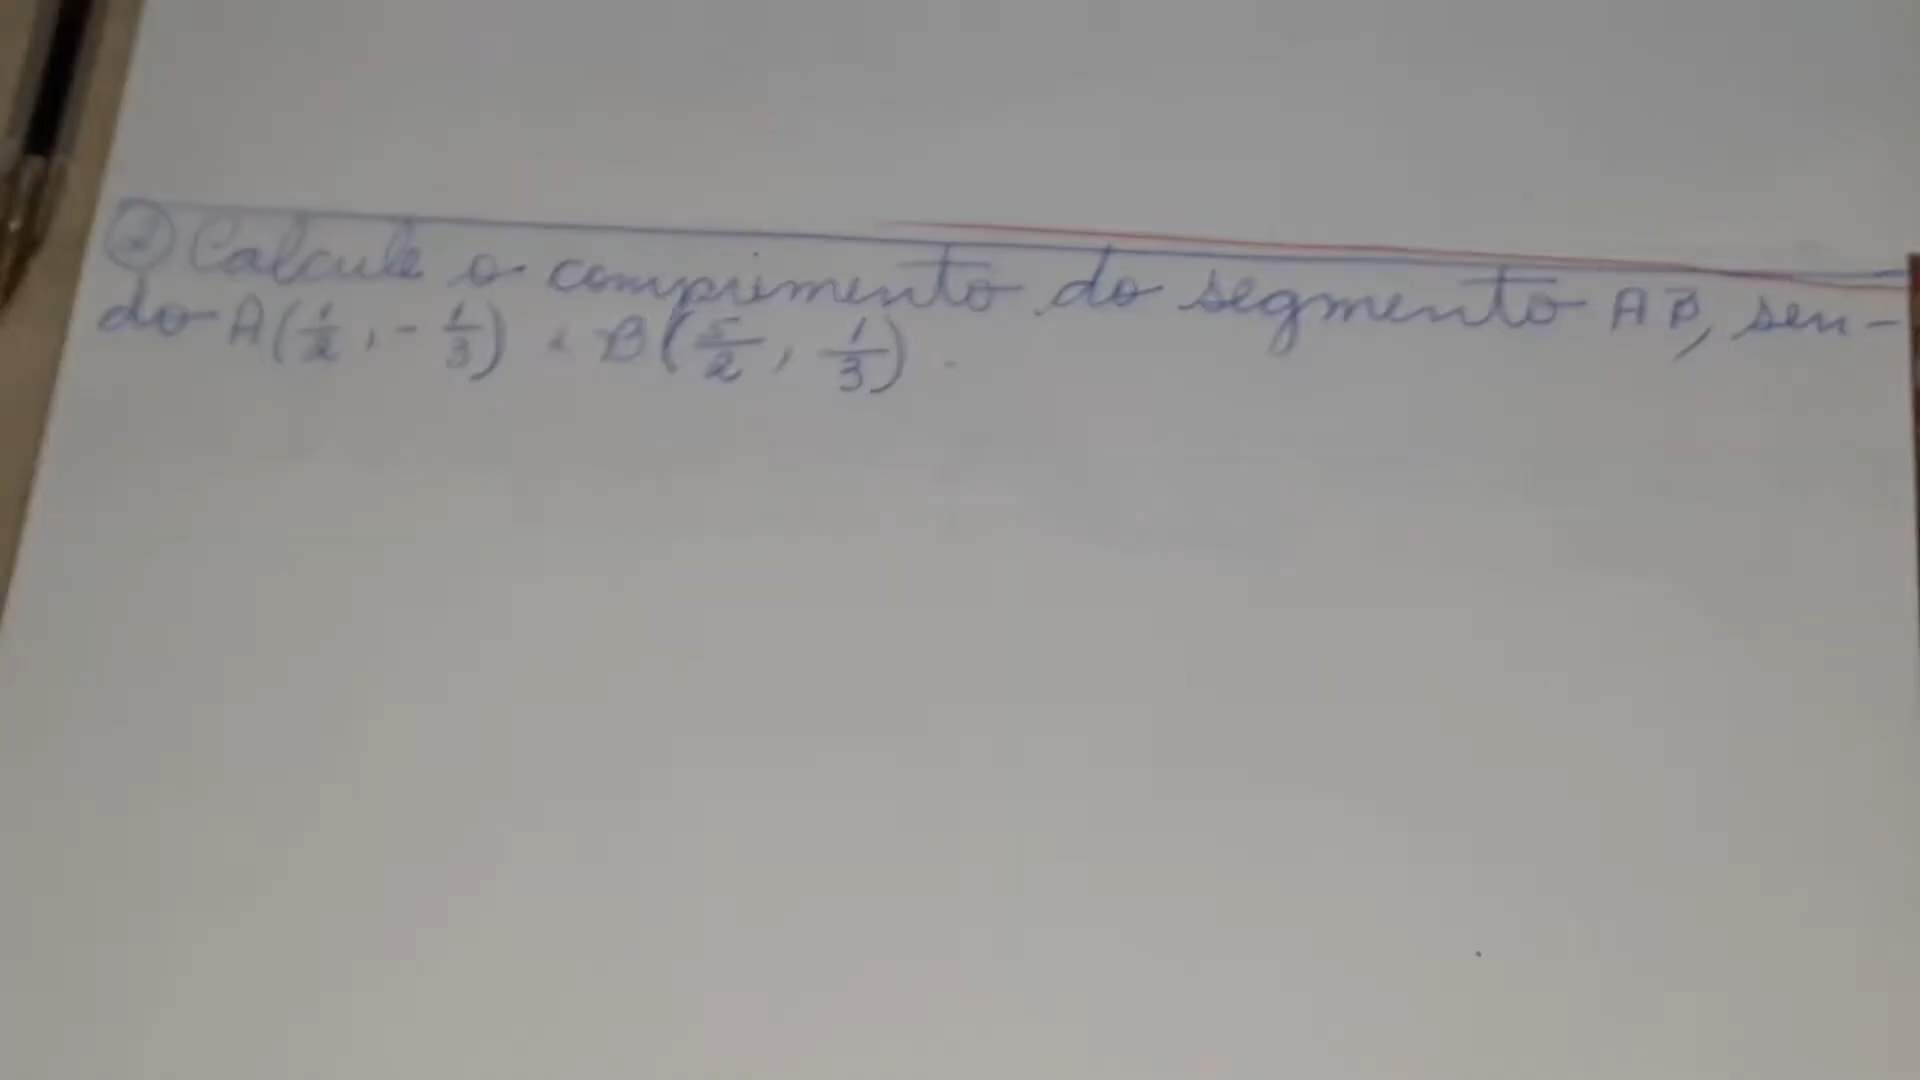 ② Calcule o comprimento do segmento AB, sen-
do A(1/2, -1/3) e B(5/2, 1/3).